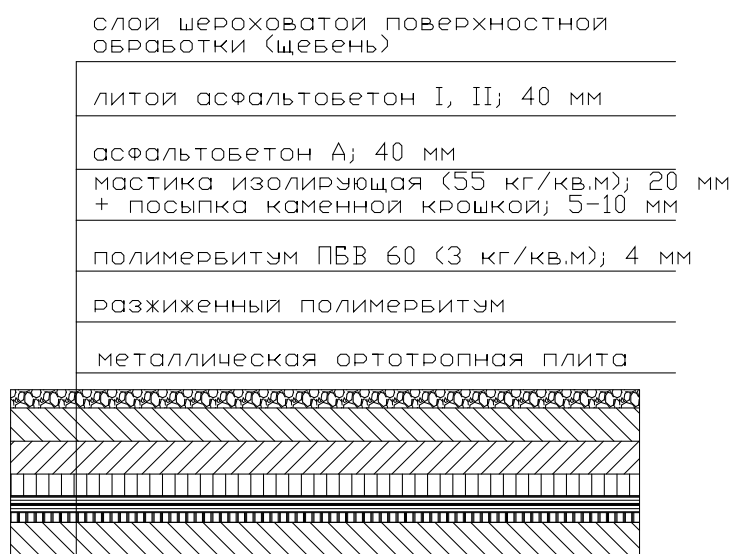 слой шероховатой поверхностной
обработки (щебень)
литой асфальтобетон I, II; 40 мм
асфальтобетон А; 40 мм
мастика изолирующая (55 кг/кв.м); 20 мм
+ посыпка каменной крошкой; 5-10 мм
полимербитум ПБВ 60 (3 кг/кв.м); 4 мм
разжиженный полимербитум
металлическая ортотропная плита